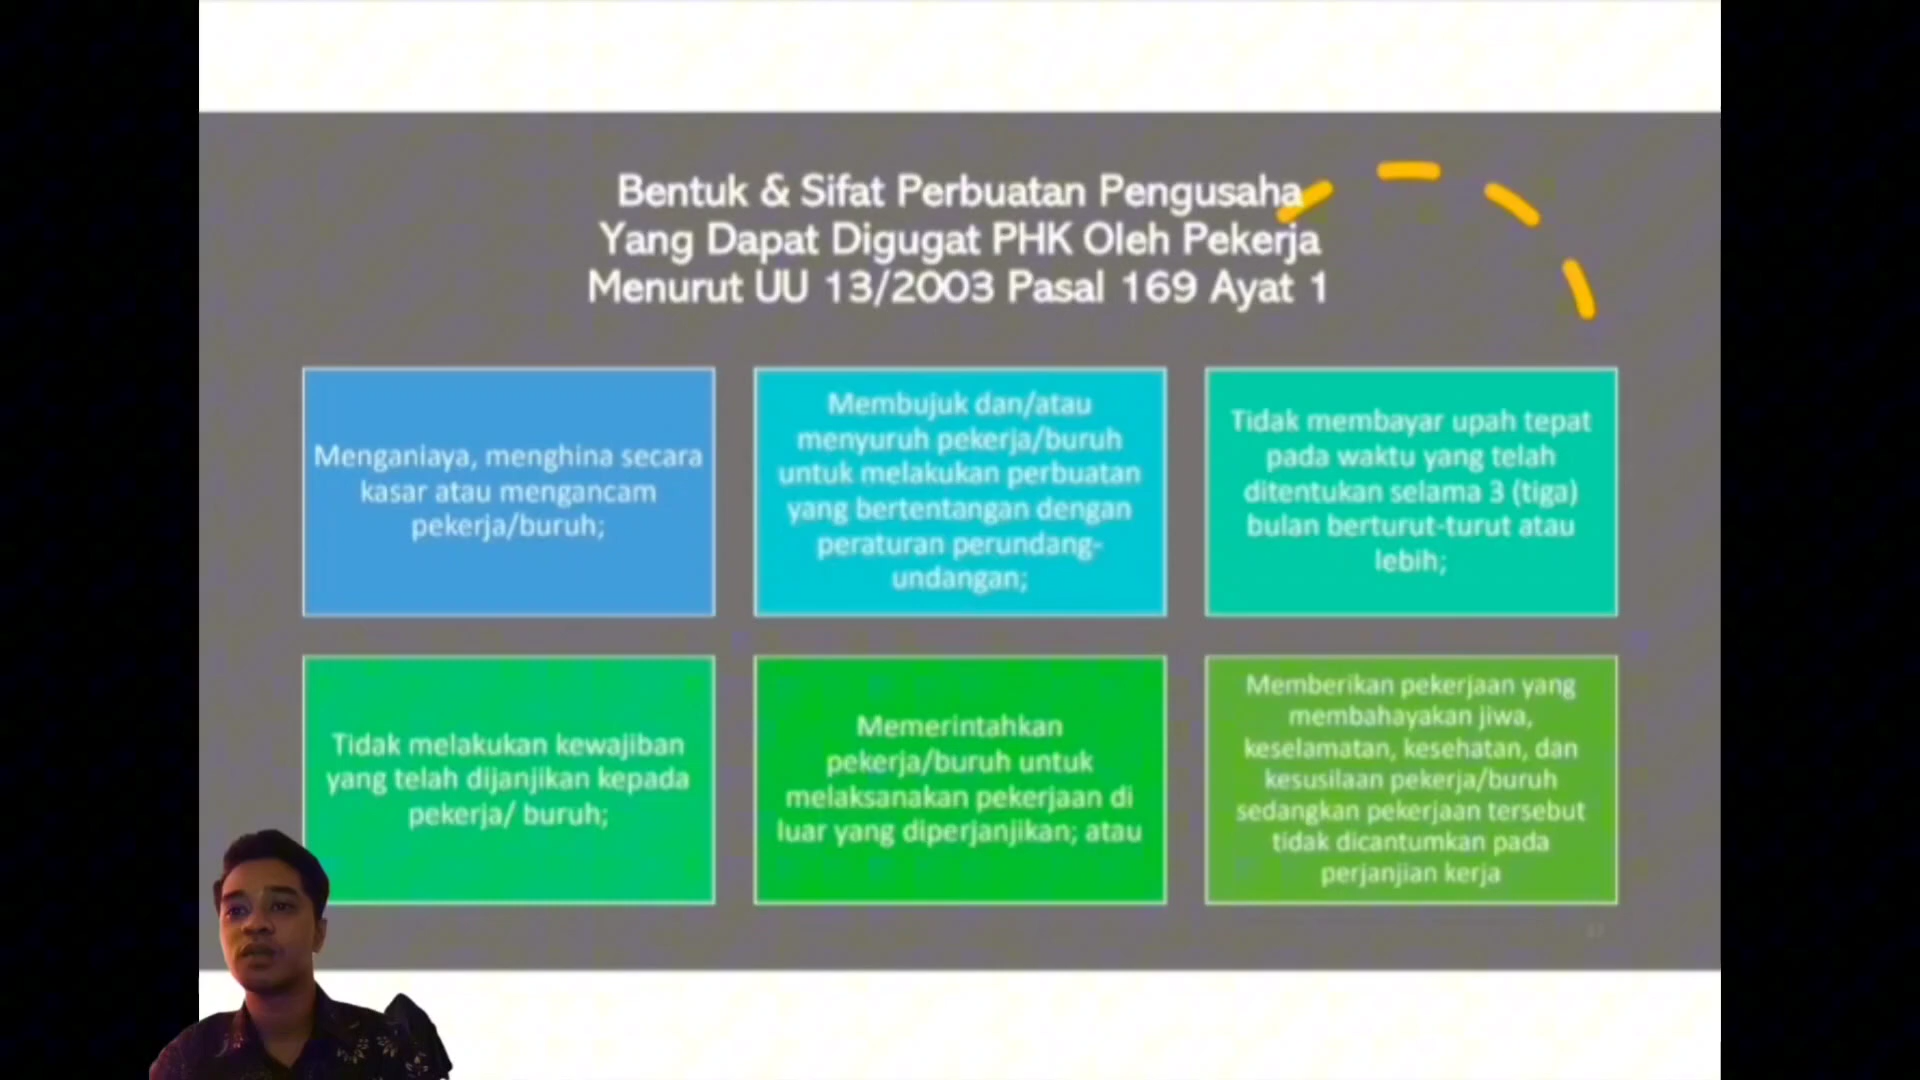 Bentuk & Sifat Perbuatan Pengusaha
Yang Dapat Digugat PHK Oleh Pekerja
Menurut UU 13/2003 Pasal 169 Ayat 1
Menganiaya, menghina secara
kasar atau mengancam
pekerja/buruh;
Membujuk dan/atau
menyuruh pekerja/buruh
untuk melakukan perbuatan
yang bertentangan dengan
peraturan perundang-
undangan;
Tidak membayar upah tepat
pada waktu yang telah
ditentukan selama 3 (tiga)
bulan berturut-turut atau
lebih;
Tidak melakukan kewajiban
yang telah dijanjikan kepada
pekerja/ buruh;
Memerintahkan
pekerja/buruh untuk
melaksanakan pekerjaan di
luar yang diperjanjikan; atau
Memberikan pekerjaan yang
membahayakan jiwa,
keselamatan, kesehatan, dan
kesusilaan pekerja/buruh
sedangkan pekerjaan tersebut
tidak dicantumkan pada
perjanjian kerja